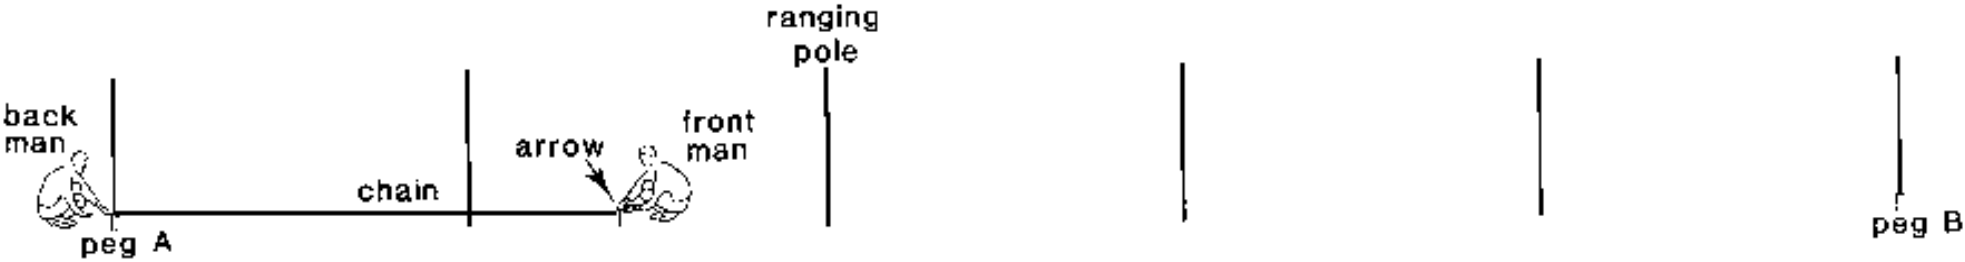 ranging
pole
back
man
arrow
front
man
chain
peg A
peg B